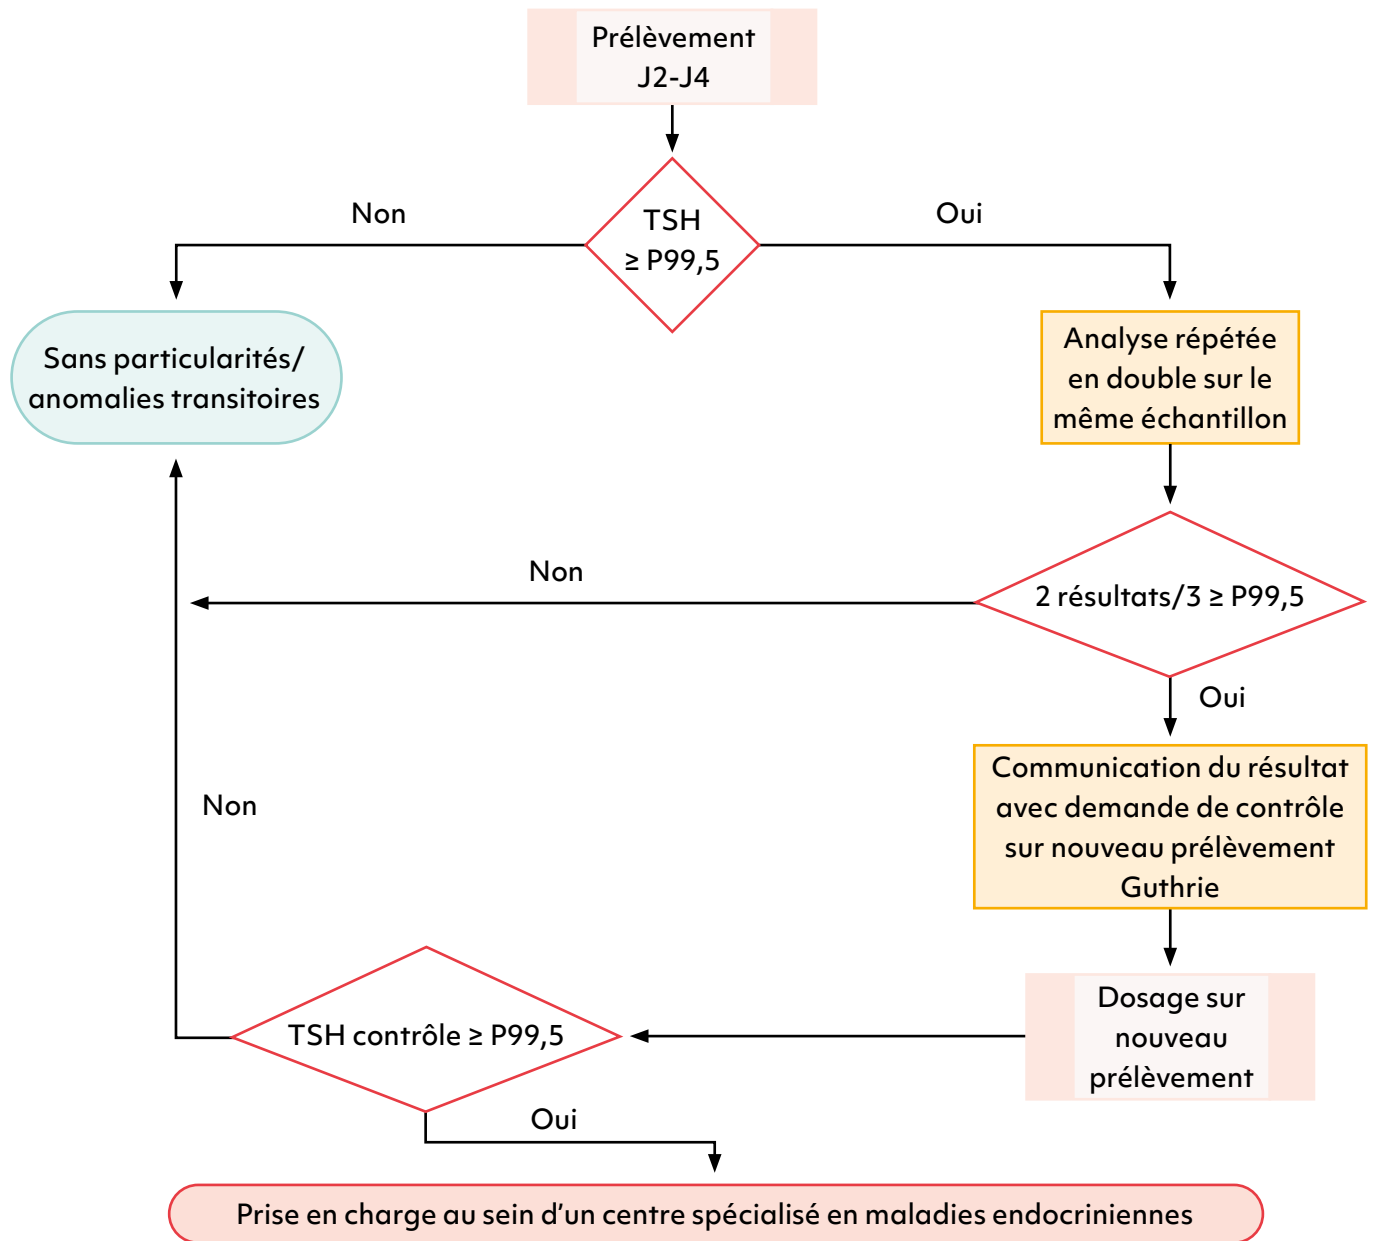 Prélèvement
J2-J4
Non
TSH
≥ P99,5
Oui
Sans particularités/
anomalies transitoires
Analyse répétée
en double sur le
même échantillon
Non
2 résultats/3 ≥ P99,5
Oui
Communication du résultat
avec demande de contrôle
sur nouveau prélèvement
Guthrie
Non
Dosage sur
nouveau
prélèvement
TSH contrôle ≥ P99,5
Oui
Prise en charge au sein d'un centre spécialisé en maladies endocriniennes